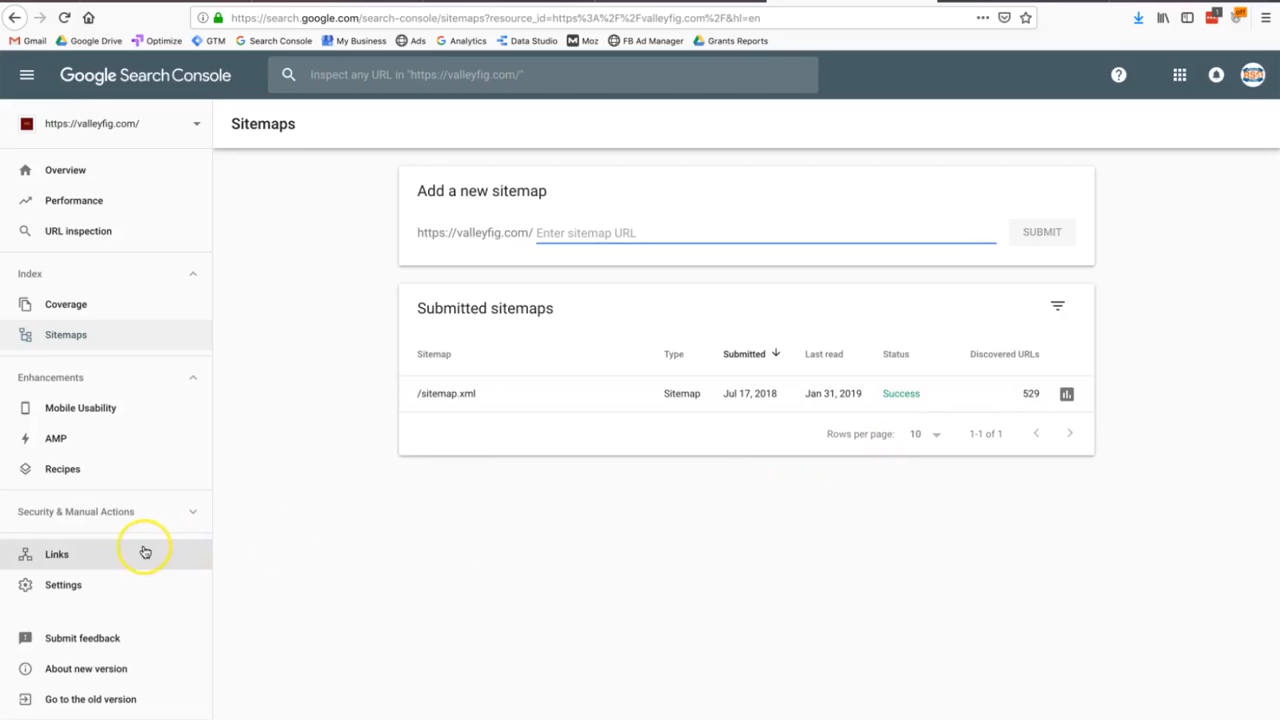 https://search.google.com/search-console/sitemaps?resource_id=https%3A%2F%2Fvalleyfig.com%2F&hl=en
1
off
Gmail
Google Drive
Optimize
GTM
Search Console
My Business
Ads
Analytics
Data Studio
Moz
FB Ad Manager
Grants Reports
Google Search Console
Inspect any URL in "https://valleyfig.com/"
https://valleyfig.com/
Sitemaps
Overview
Performance
URL inspection
Index
Coverage
Sitemaps
Enhancements
Mobile Usability
AMP
Recipes
Security & Manual Actions
Links
Settings
Submit feedback
About new version
Go to the old version
Add a new sitemap
https://valleyfig.com/ Enter sitemap URL
SUBMIT
Submitted sitemaps
Sitemap Type Submitted Last read Status Discovered URLs
/sitemap.xml Sitemap Jul 17, 2018 Jan 31, 2019 Success 529
Rows per page: 10 1-1 of 1